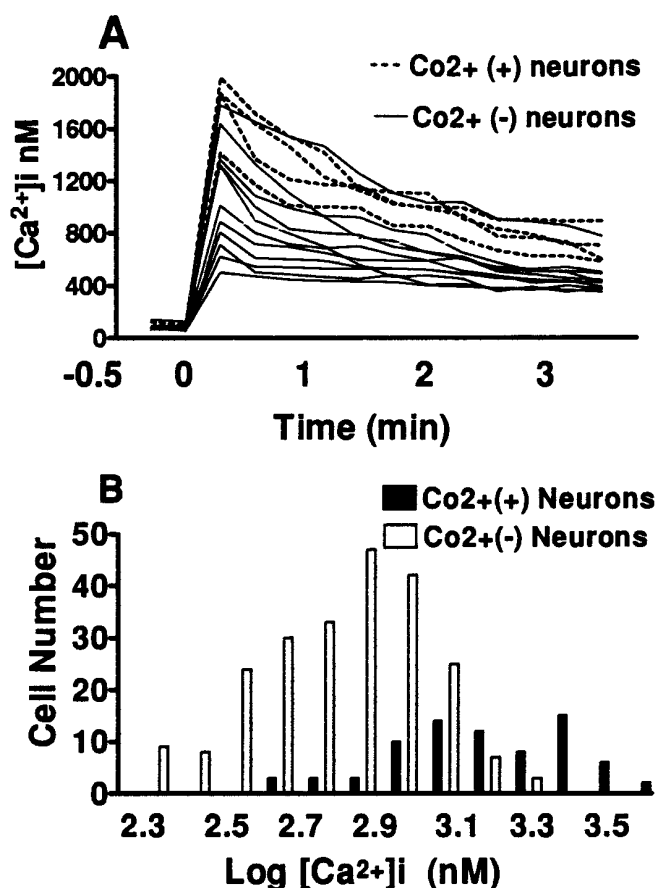 A
Co2+ (+) neurons
Co2+ (-) neurons
[Ca2+]i nM
2000
1600
1200
800
400
0
-0.5 0 1 2 3
Time (min)
B
Co2+(+) Neurons
Co2+(-) Neurons
Cell Number
50
40
30
20
10
0
2.3 2.5 2.7 2.9 3.1 3.3 3.5
Log [Ca2+]i (nM)